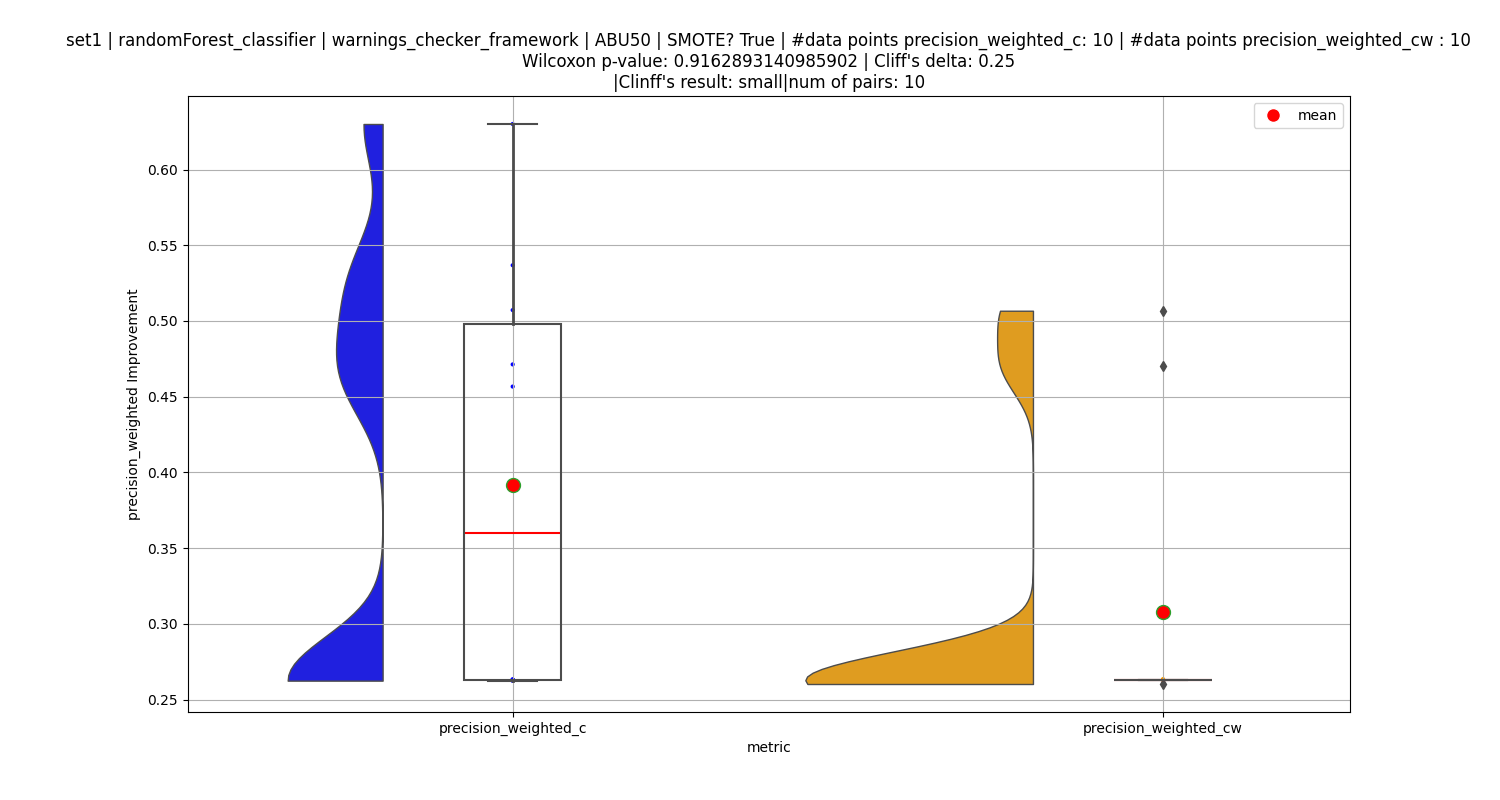 set1 | randomForest_classifier | warnings_checker_framework | ABU50 | SMOTE? True | #data points precision_weighted_c: 10 | #data points precision_weighted_cw : 10
Wilcoxon p-value: 0.9162893140985902 | Cliff's delta: 0.25
|Clinff's result: small|num of pairs: 10
mean
0.60
0.55
0.50
0.45
0.40
0.35
0.30
0.25
precision_weighted Improvement
precision_weighted_c
precision_weighted_cw
metric